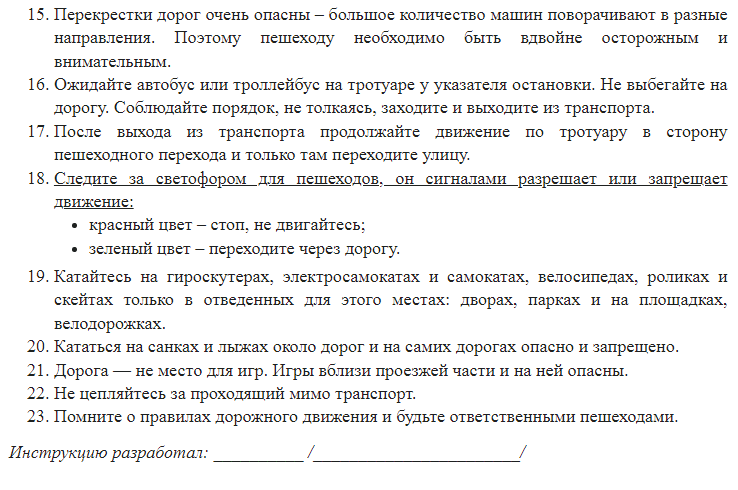 15. Перекрестки дорог очень опасны – большое количество машин поворачивают в разные
направления. Поэтому пешеходу необходимо быть вдвойне осторожным и
внимательным.
16. Ожидайте автобус или троллейбус на тротуаре у указателя остановки. Не выбегайте на
дорогу. Соблюдайте порядок, не толкаясь, заходите и выходите из транспорта.
17. После выхода из транспорта продолжайте движение по тротуару в сторону
пешеходного перехода и только там переходите улицу.
18. Следите за светофором для пешеходов, он сигналами разрешает или запрещает
движение:
• красный цвет – стоп, не двигайтесь;
• зеленый цвет – переходите через дорогу.
19. Катайтесь на гироскутерах, электросамокатах и самокатах, велосипедах, роликах и
скейтах только в отведенных для этого местах: дворах, парках и на площадках,
велодорожках.
20. Кататься на санках и лыжах около дорог и на самих дорогах опасно и запрещено.
21. Дорога — не место для игр. Игры вблизи проезжей части и на ней опасны.
22. Не цепляйтесь за проходящий мимо транспорт.
23. Помните о правилах дорожного движения и будьте ответственными пешеходами.
Инструкцию разработал: __________ /_______________________/